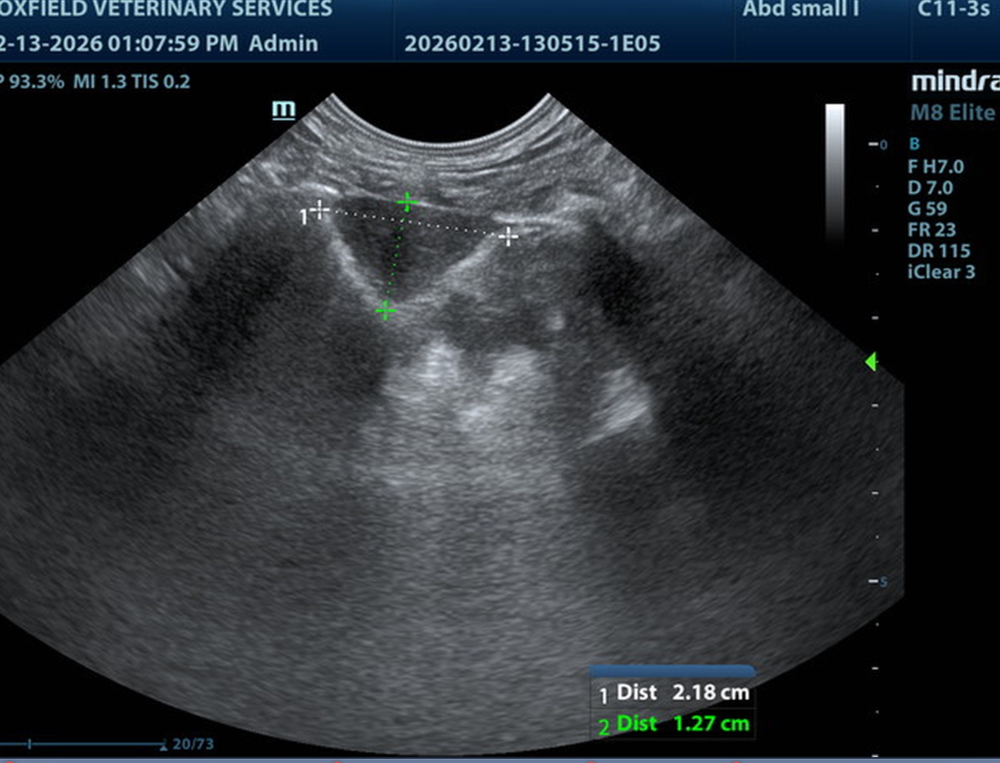 OXFIELD VETERINARY SERVICES
Abd small I
C11-3s
2-13-2026 01:07:59 PM Admin
20260213-130515-1E05
P 93.3% MI 1.3 TIS 0.2
mindra
m
M8 Elite
0
B
F H7.0
D 7.0
G 59
FR 23
DR 115
iClear 3
1
5
1 Dist 2.18 cm
2 Dist 1.27 cm
20/73